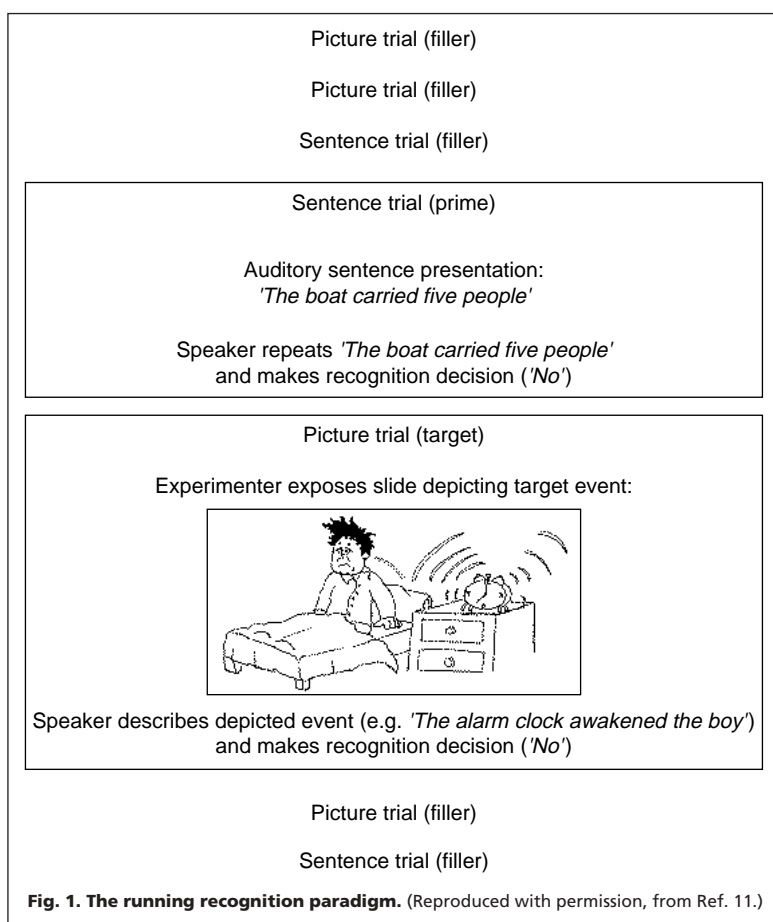 Picture trial (filler)
Picture trial (filler)
Sentence trial (filler)
Sentence trial (prime)
Auditory sentence presentation:
'The boat carried five people'
Speaker repeats 'The boat carried five people'
and makes recognition decision ('No')
Picture trial (target)
Experimenter exposes slide depicting target event:
Speaker describes depicted event (e.g. 'The alarm clock awakened the boy')
and makes recognition decision ('No')
Picture trial (filler)
Sentence trial (filler)
Fig. 1. The running recognition paradigm. (Reproduced with permission, from Ref. 11.)